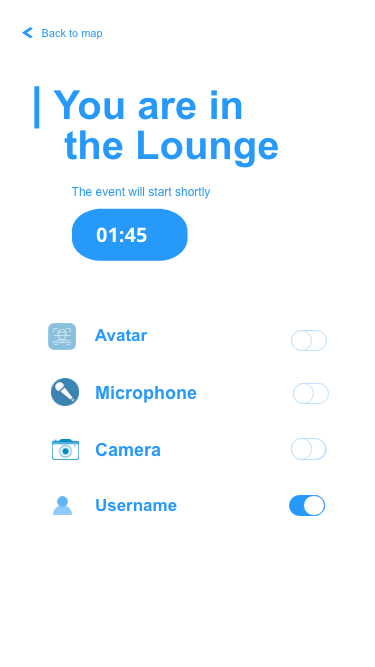 Back to map
You are in
the Lounge
The event will start shortly
01:45
Avatar
Microphone
Camera
Username